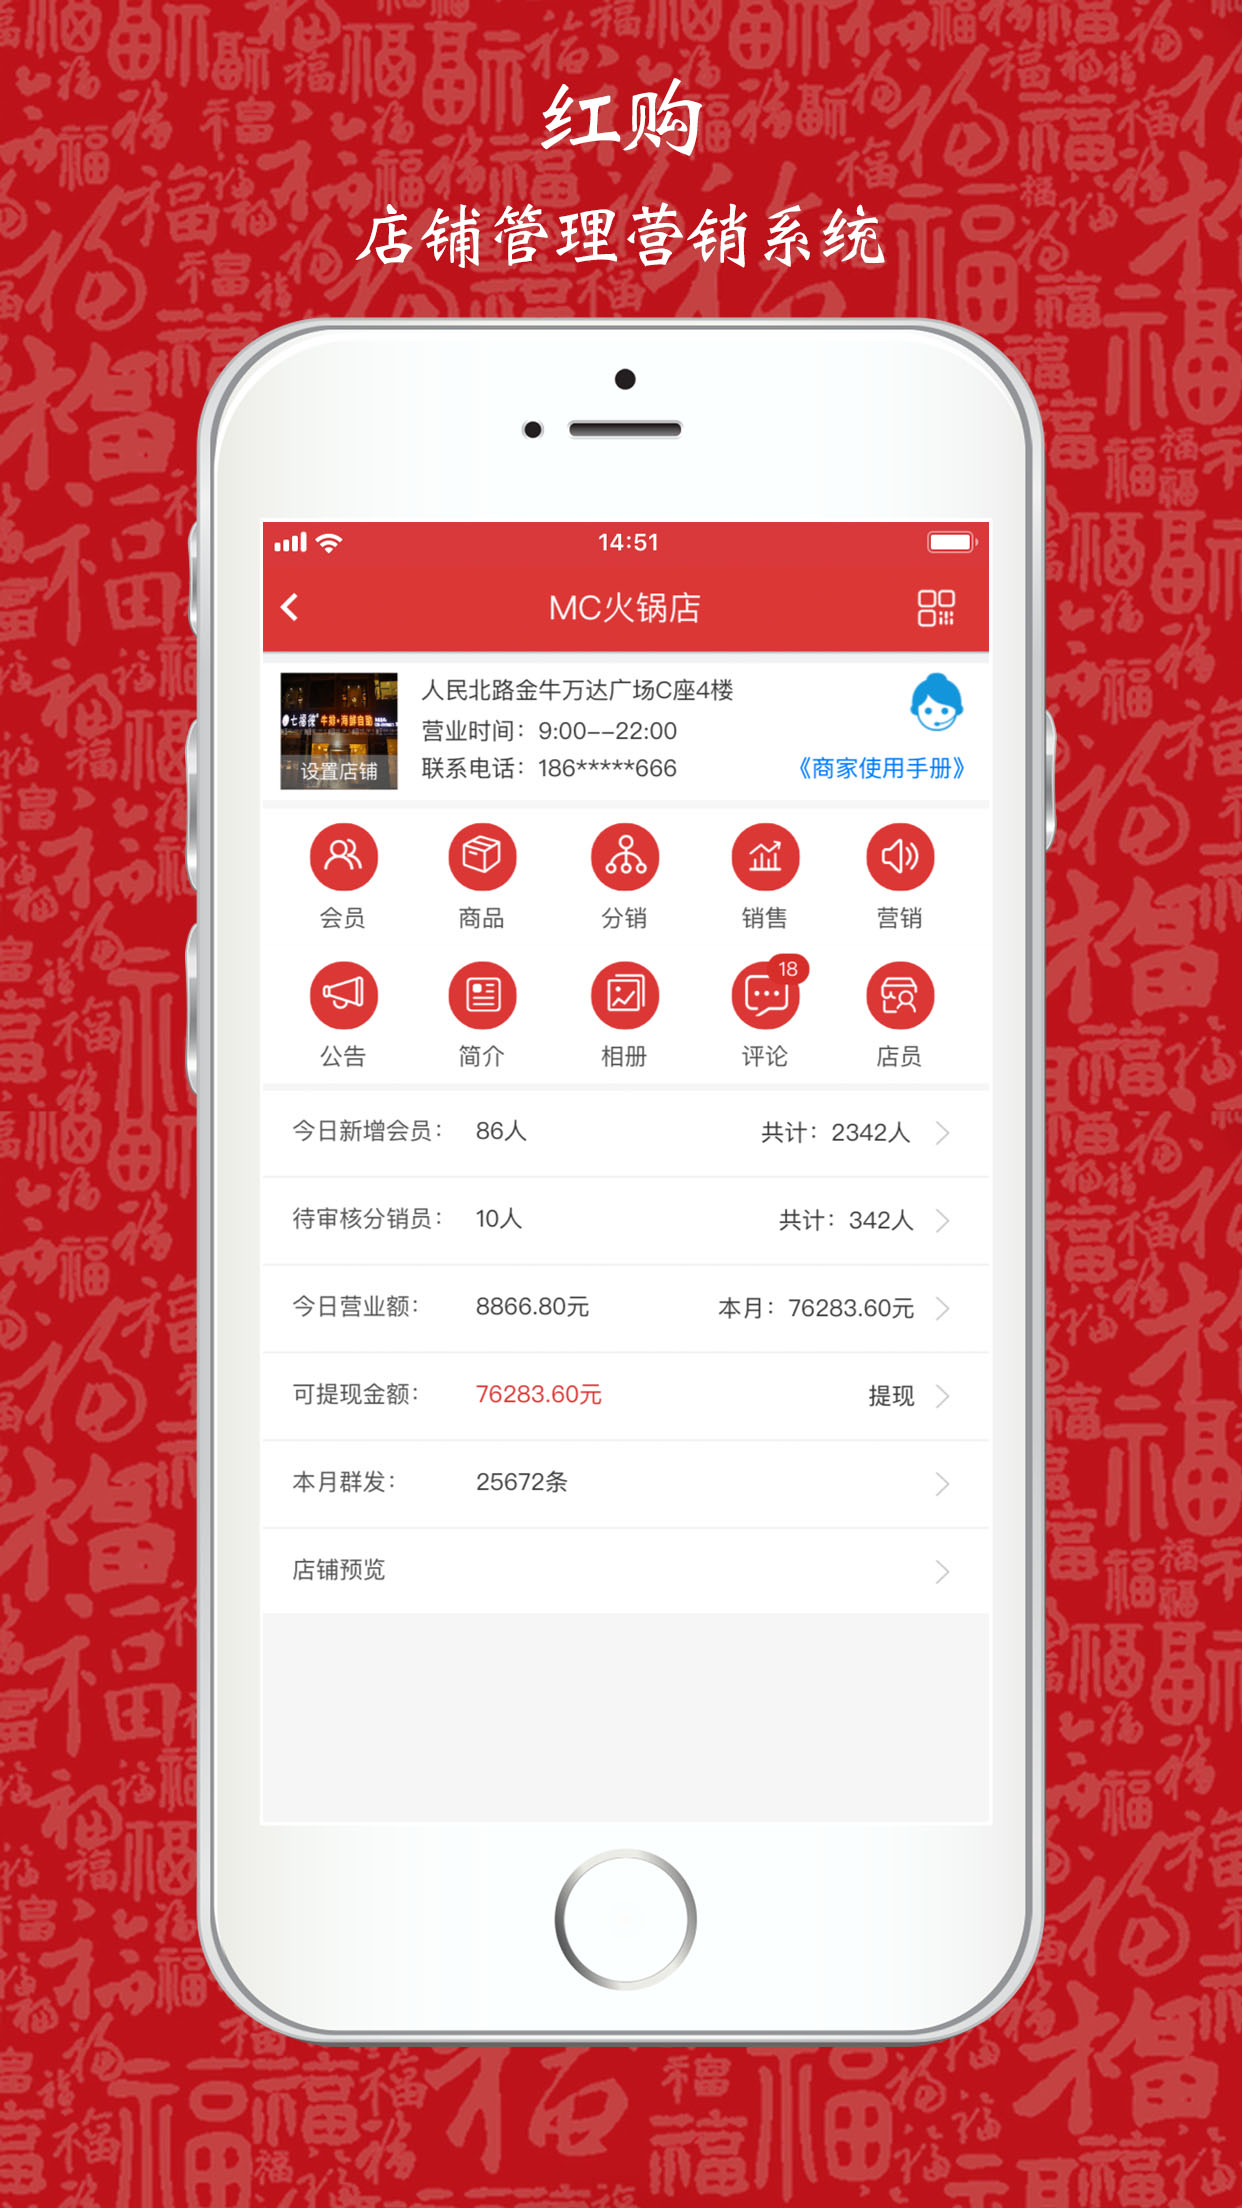 红购
店铺管理营销系统
14:51
MC火锅店
人民北路金牛万达广场C座4楼
营业时间：9:00--22:00
联系电话：186*****666
《商家使用手册》
牛排·海鲜自助
设置店铺
会员 商品 分销 销售 营销
18
公告 简介 相册 评论 店员
今日新增会员： 86人 共计：2342人
待审核分销员： 10人 共计：342人
今日营业额： 8866.80元 本月：76283.60元
可提现金额： 76283.60元 提现
本月群发： 25672条
店铺预览